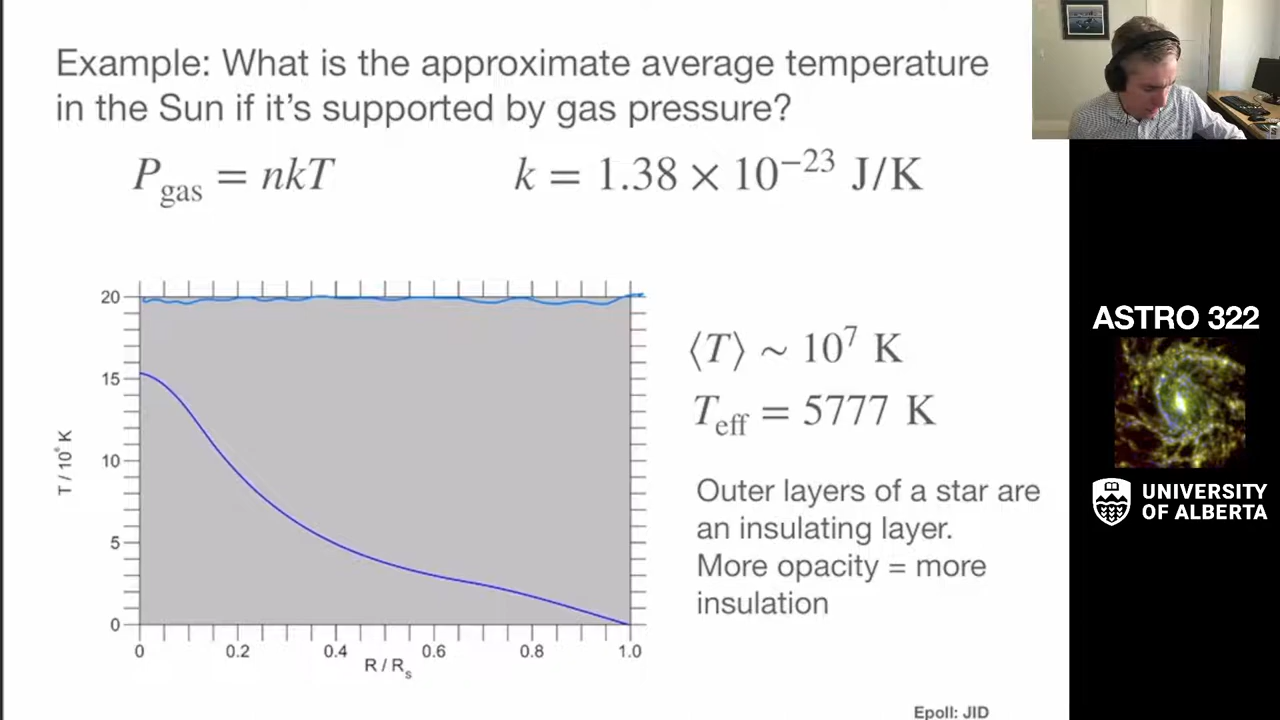 Example: What is the approximate average temperature
in the Sun if it's supported by gas pressure?
P_gas = nkT
k = 1.38 × 10^−23 J/K
20
15
10
5
0
T / 10^6 K
0 0.2 0.4 0.6 0.8 1.0
R / R_s
⟨T⟩ ∼ 10^7 K
T_eff = 5777 K
Outer layers of a star are
an insulating layer.
More opacity = more
insulation
Epoll: JID
ASTRO 322
UNIVERSITY
OF ALBERTA